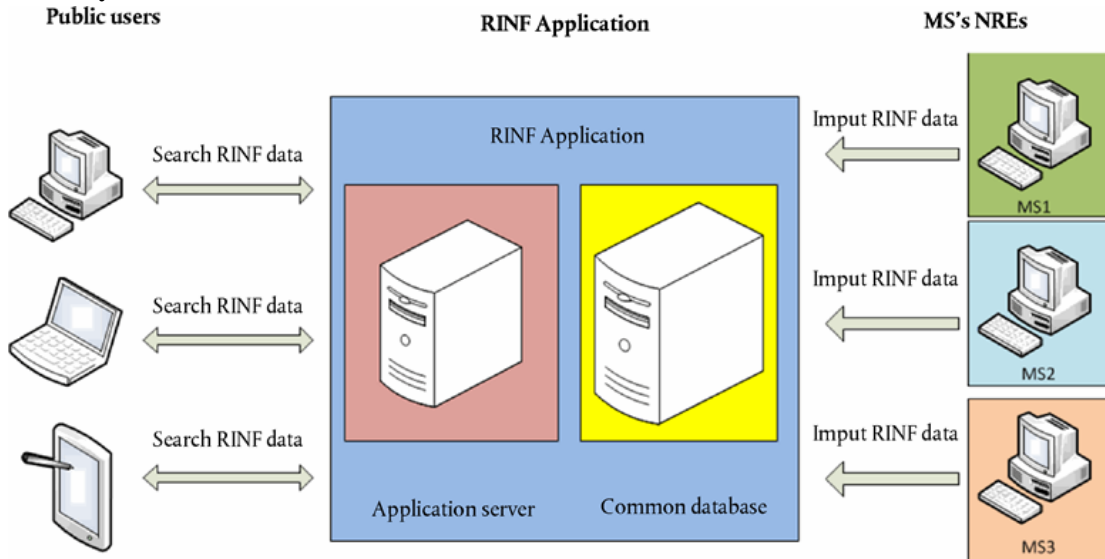 Public users
RINF Application
MS's NREs
RINF Application
Search RINF data
Search RINF data
Search RINF data
Application server
Common database
Imput RINF data
MS1
Imput RINF data
MS2
Imput RINF data
MS3